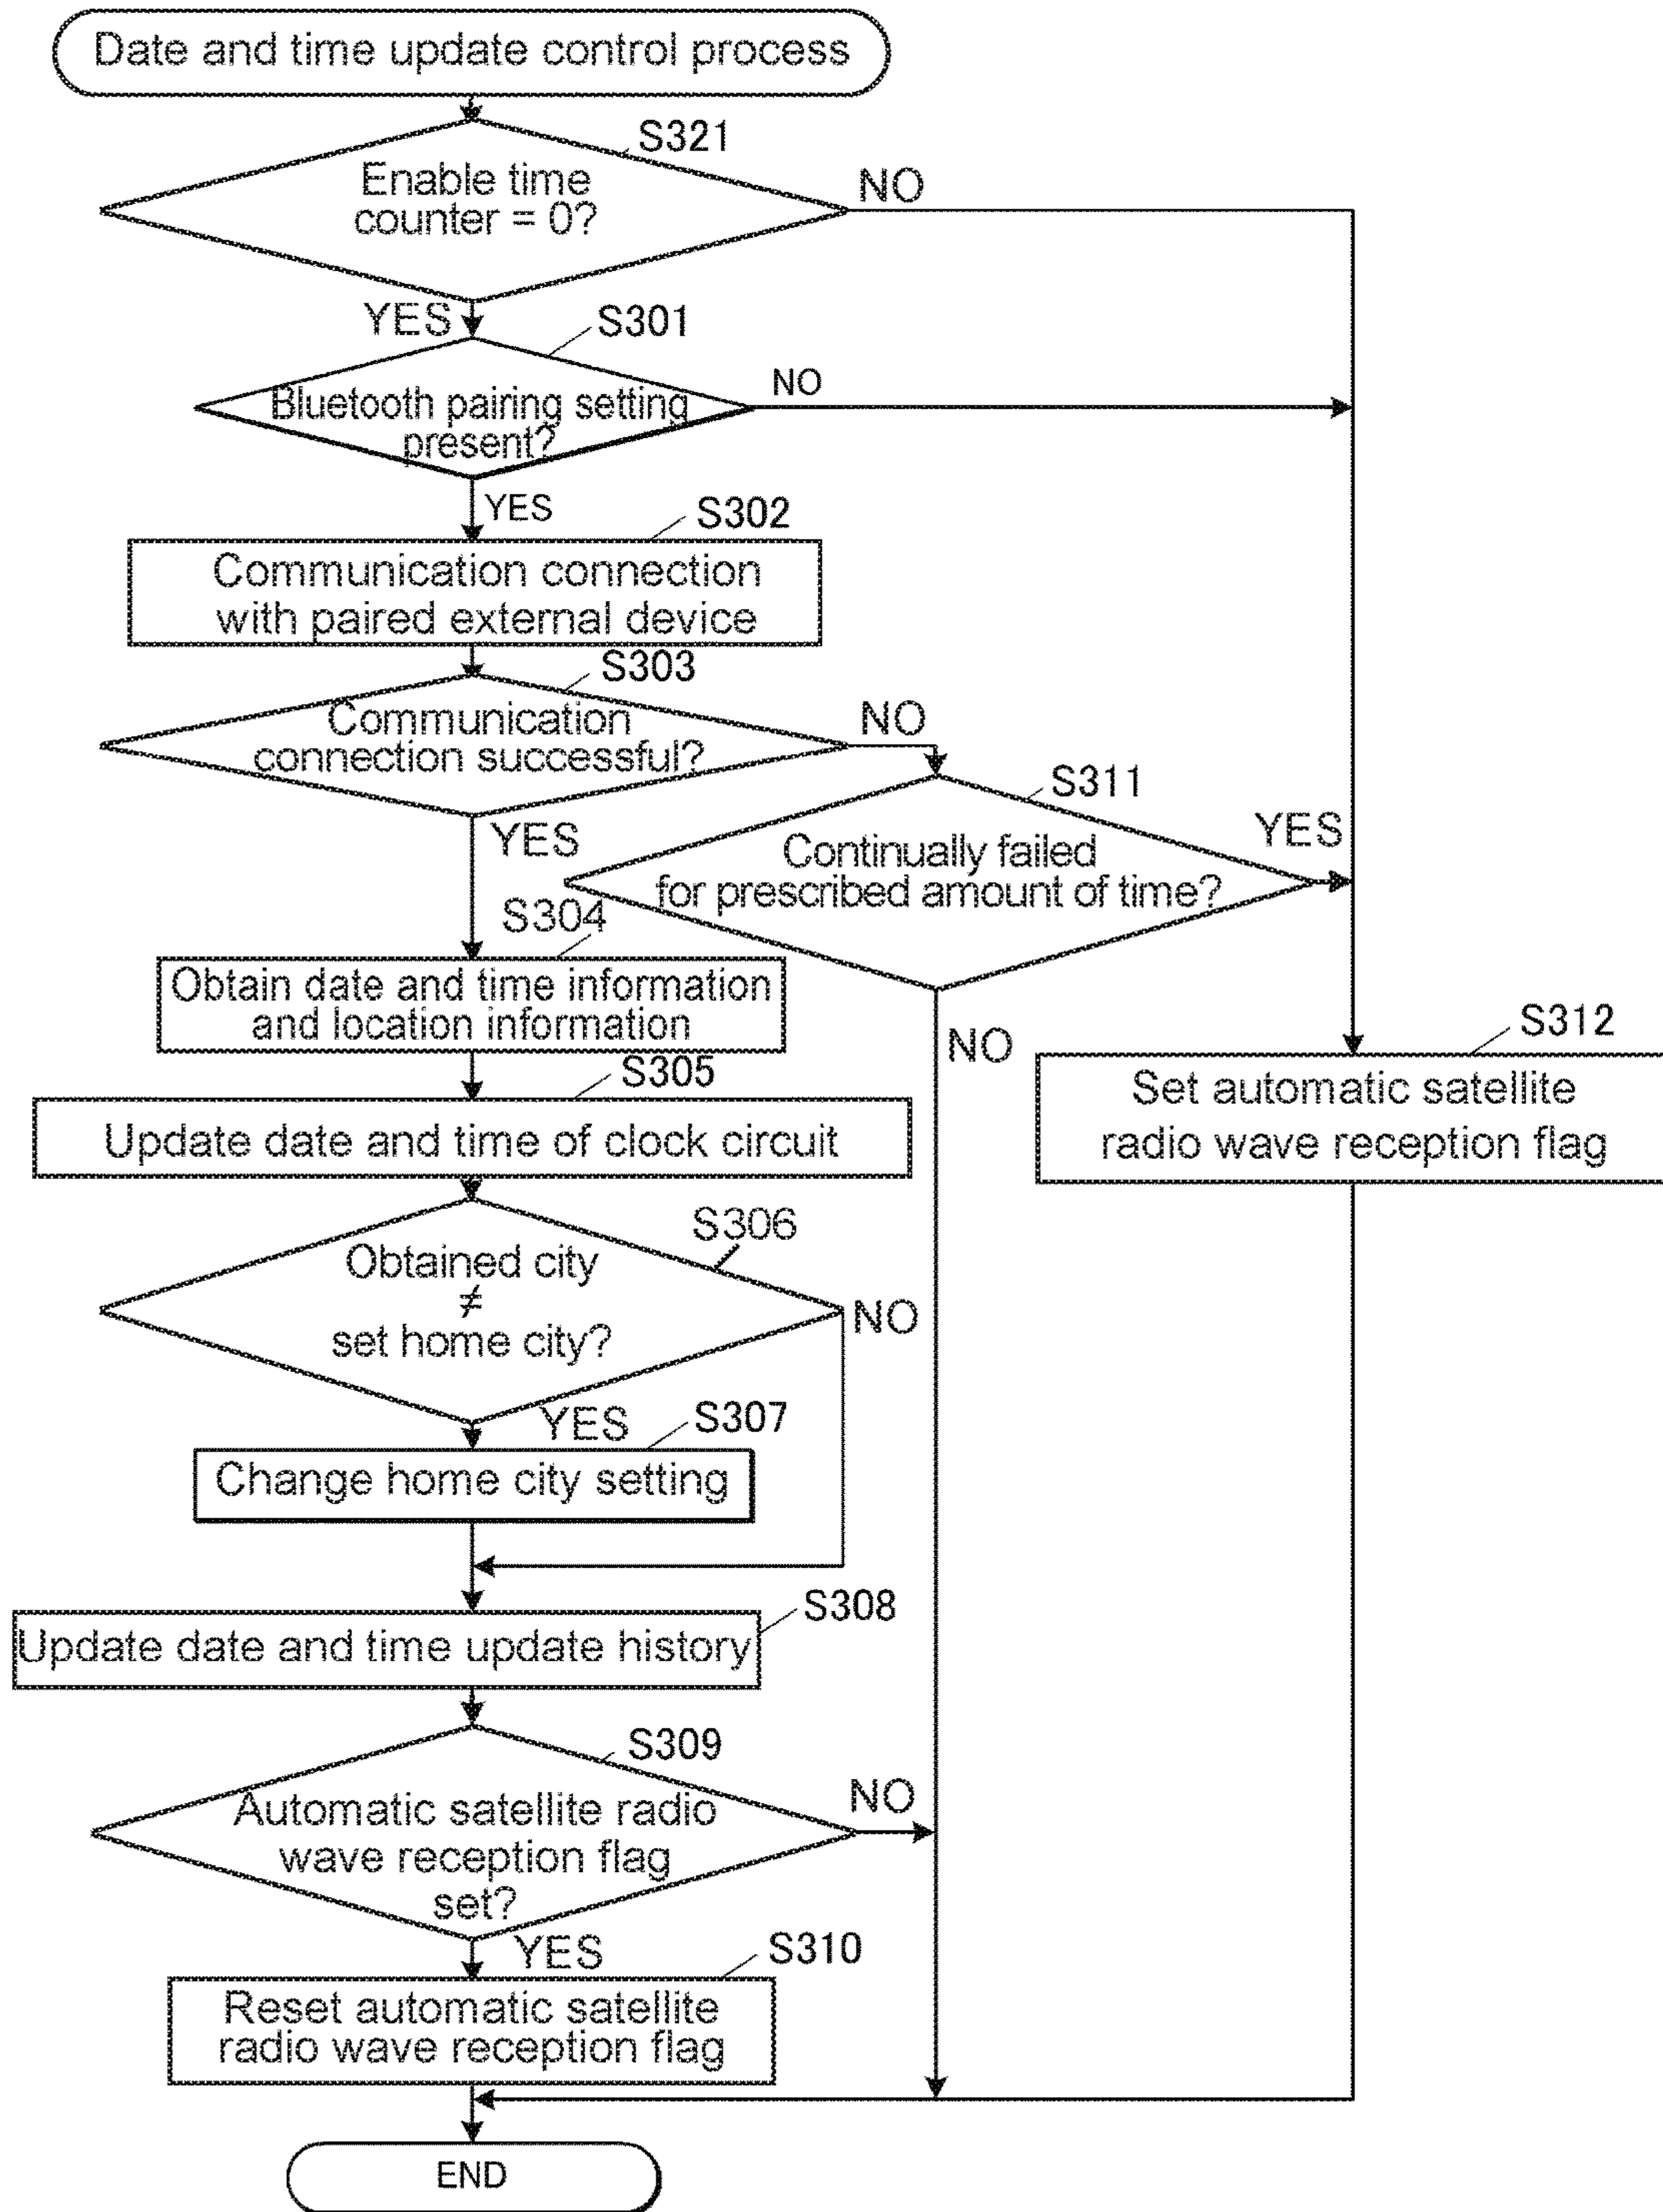 Date and time update control process
S321
Enable time
counter = 0?
NO
YES
S301
Bluetooth pairing setting
present?
NO
YES
S302
Communication connection
with paired external device
S303
Communication
connection successful?
NO
YES
S311
Continually failed
for prescribed amount of time?
YES
NO
S304
Obtain date and time information
and location information
S312
Set automatic satellite
radio wave reception flag
S305
Update date and time of clock circuit
S306
Obtained city
≠
set home city?
NO
YES
S307
Change home city setting
S308
Update date and time update history
S309
Automatic satellite radio
wave reception flag
set?
NO
YES
S310
Reset automatic satellite
radio wave reception flag
END